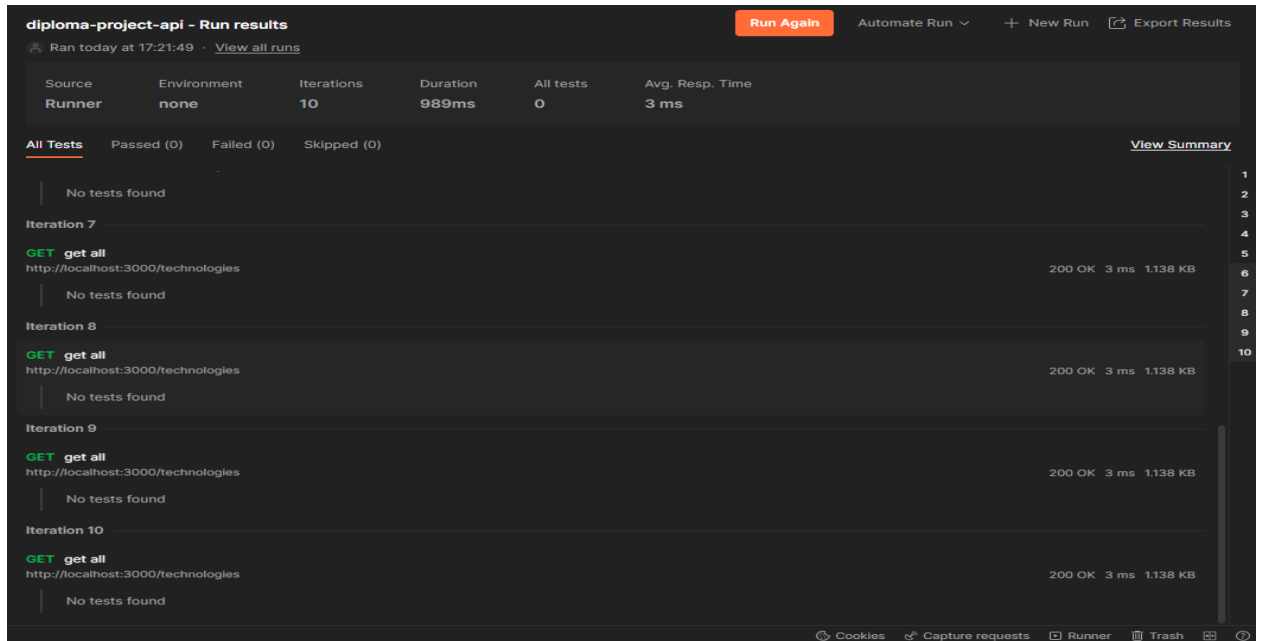 diploma-project-api - Run results
Run Again
Automate Run
New Run
Export Results
Ran today at 17:21:49 · View all runs
Source Environment Iterations Duration All tests Avg. Resp. Time
Runner none 10 989ms 0 3 ms
All Tests Passed (0) Failed (0) Skipped (0) View Summary
1
No tests found
2
3
Iteration 7
4
GET get all
5
http://localhost:3000/technologies 200 OK 3 ms 1.138 KB
6
No tests found
7
8
Iteration 8
9
GET get all
10
http://localhost:3000/technologies 200 OK 3 ms 1.138 KB
No tests found
Iteration 9
GET get all
http://localhost:3000/technologies 200 OK 3 ms 1.138 KB
No tests found
Iteration 10
GET get all
http://localhost:3000/technologies 200 OK 3 ms 1.138 KB
No tests found
Cookies Capture requests Runner Trash